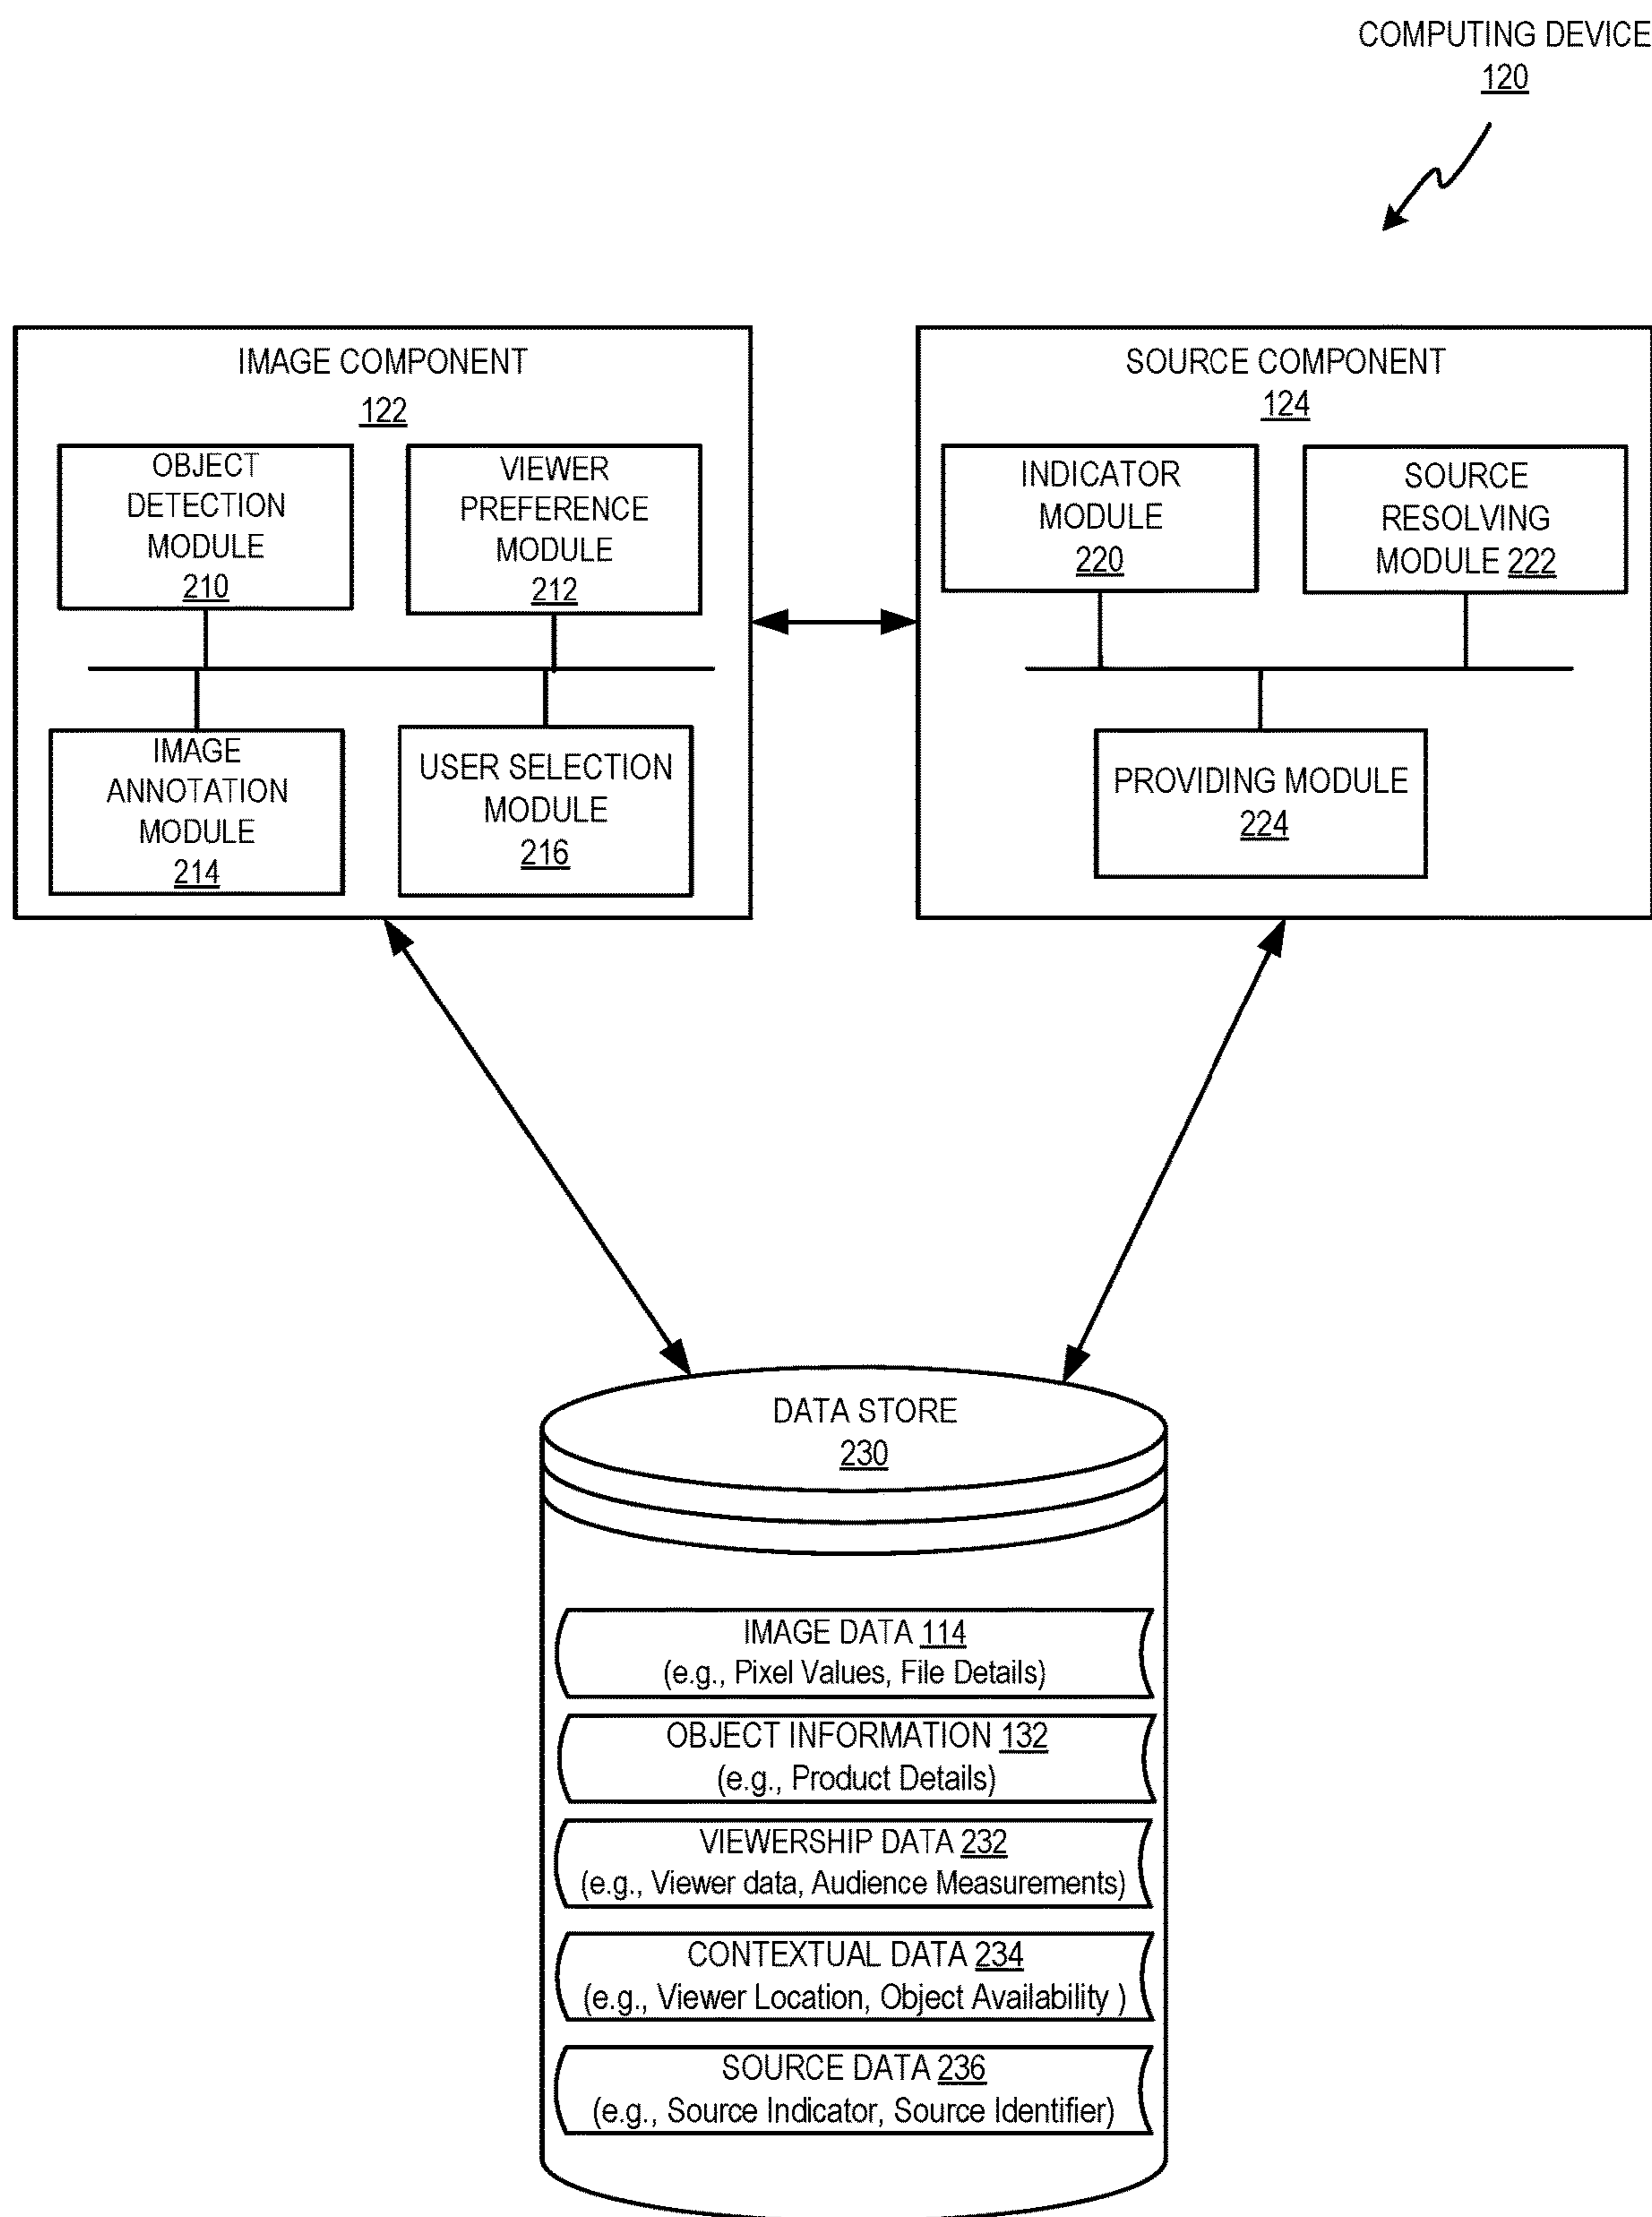 COMPUTING DEVICE
120
IMAGE COMPONENT
122
OBJECT
DETECTION
MODULE
210
VIEWER
PREFERENCE
MODULE
212
IMAGE
ANNOTATION
MODULE
214
USER SELECTION
MODULE
216
SOURCE COMPONENT
124
INDICATOR
MODULE
220
SOURCE
RESOLVING
MODULE 222
PROVIDING MODULE
224
DATA STORE
230
IMAGE DATA 114
(e.g., Pixel Values, File Details)
OBJECT INFORMATION 132
(e.g., Product Details)
VIEWERSHIP DATA 232
(e.g., Viewer data, Audience Measurements)
CONTEXTUAL DATA 234
(e.g., Viewer Location, Object Availability )
SOURCE DATA 236
(e.g., Source Indicator, Source Identifier)